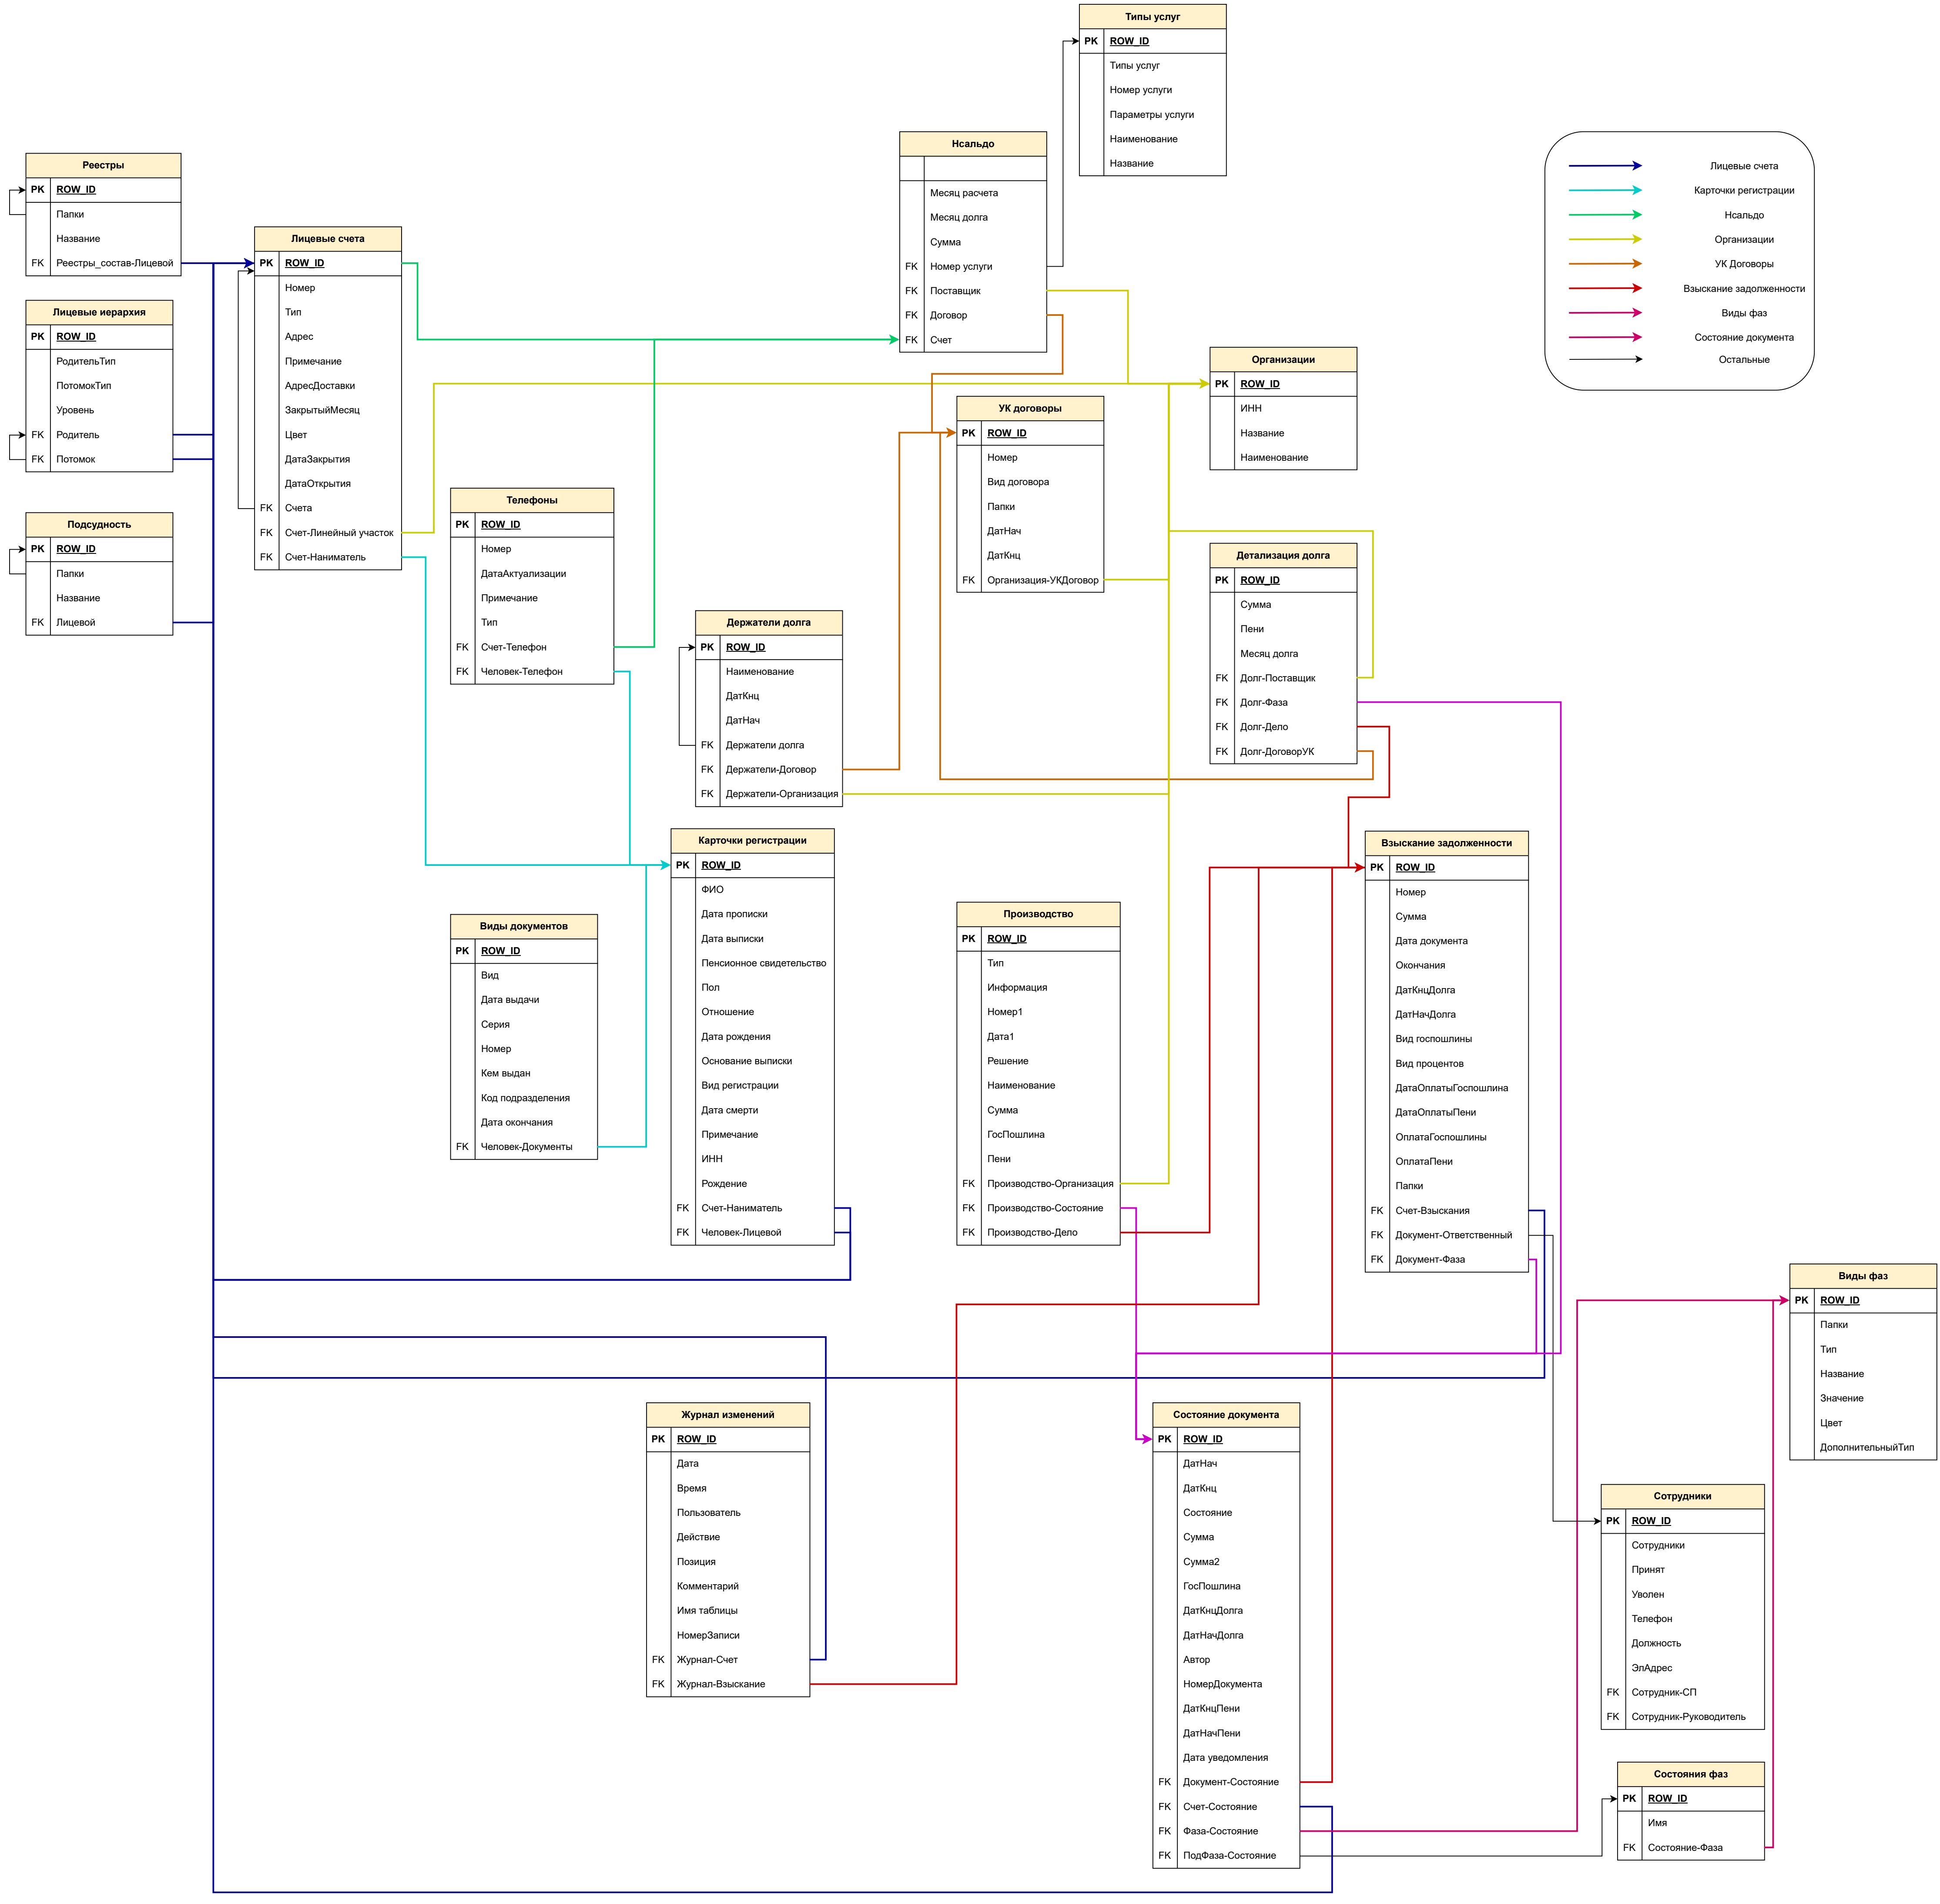 Типы услуг
PK ROW_ID
Типы услуг
Номер услуги
Параметры услуги
Наименование
Название
Нсальдо
Месяц расчета
Месяц долга
Сумма
FK Номер услуги
FK Поставщик
FK Договор
FK Счет
Лицевые счета
Карточки регистрации
Нсальдо
Организации
УК Договоры
Взыскание задолженности
Виды фаз
Состояние документа
Остальные
Реестры
PK ROW_ID
Папки
Название
FK Реестры_состав-Лицевой
Лицевые счета
PK ROW_ID
Номер
Тип
Адрес
Примечание
АдресДоставки
ЗакрытыйМесяц
Цвет
ДатаЗакрытия
ДатаОткрытия
FK Счета
FK Счет-Линейный участок
FK Счет-Наниматель
Лицевые иерархия
PK ROW_ID
РодительТип
ПотомокТип
Уровень
FK Родитель
FK Потомок
Организации
PK ROW_ID
ИНН
Название
Наименование
УК договоры
PK ROW_ID
Номер
Вид договора
Папки
ДатНач
ДатКнц
FK Организация-УКДоговор
Телефоны
PK ROW_ID
Номер
ДатаАктуализации
Примечание
Тип
FK Счет-Телефон
FK Человек-Телефон
Подсудность
PK ROW_ID
Папки
Название
FK Лицевой
Детализация долга
PK ROW_ID
Сумма
Пени
Месяц долга
FK Долг-Поставщик
FK Долг-Фаза
FK Долг-Дело
FK Долг-ДоговорУК
Держатели долга
PK ROW_ID
Наименование
ДатКнц
ДатНач
FK Держатели долга
FK Держатели-Договор
FK Держатели-Организация
Карточки регистрации
PK ROW_ID
ФИО
Дата прописки
Дата выписки
Пенсионное свидетельство
Пол
Отношение
Дата рождения
Основание выписки
Вид регистрации
Дата смерти
Примечание
ИНН
Рождение
FK Счет-Наниматель
FK Человек-Лицевой
Взыскание задолженности
PK ROW_ID
Номер
Сумма
Дата документа
Окончания
ДатКнцДолга
ДатНачДолга
Вид госпошлины
Вид процентов
ДатаОплатыГоспошлина
ДатаОплатыПени
ОплатаГоспошлины
ОплатаПени
Папки
FK Счет-Взыскания
FK Документ-Ответственный
FK Документ-Фаза
Производство
PK ROW_ID
Тип
Информация
Номер1
Дата1
Решение
Наименование
Сумма
ГосПошлина
Пени
FK Производство-Организация
FK Производство-Состояние
FK Производство-Дело
Виды документов
PK ROW_ID
Вид
Дата выдачи
Серия
Номер
Кем выдан
Код подразделения
Дата окончания
FK Человек-Документы
Виды фаз
PK ROW_ID
Папки
Тип
Название
Значение
Цвет
ДополнительныйТип
Журнал изменений
PK ROW_ID
Дата
Время
Пользователь
Действие
Позиция
Комментарий
Имя таблицы
НомерЗаписи
FK Журнал-Счет
FK Журнал-Взыскание
Состояние документа
PK ROW_ID
ДатНач
ДатКнц
Состояние
Сумма
Сумма2
ГосПошлина
ДатКнцДолга
ДатНачДолга
Автор
НомерДокумента
ДатКнцПени
ДатНачПени
Дата уведомления
FK Документ-Состояние
FK Счет-Состояние
FK Фаза-Состояние
FK ПодФаза-Состояние
Сотрудники
PK ROW_ID
Сотрудники
Принят
Уволен
Телефон
Должность
ЭлАдрес
FK Сотрудник-СП
FK Сотрудник-Руководитель
Состояния фаз
PK ROW_ID
Имя
FK Состояние-Фаза